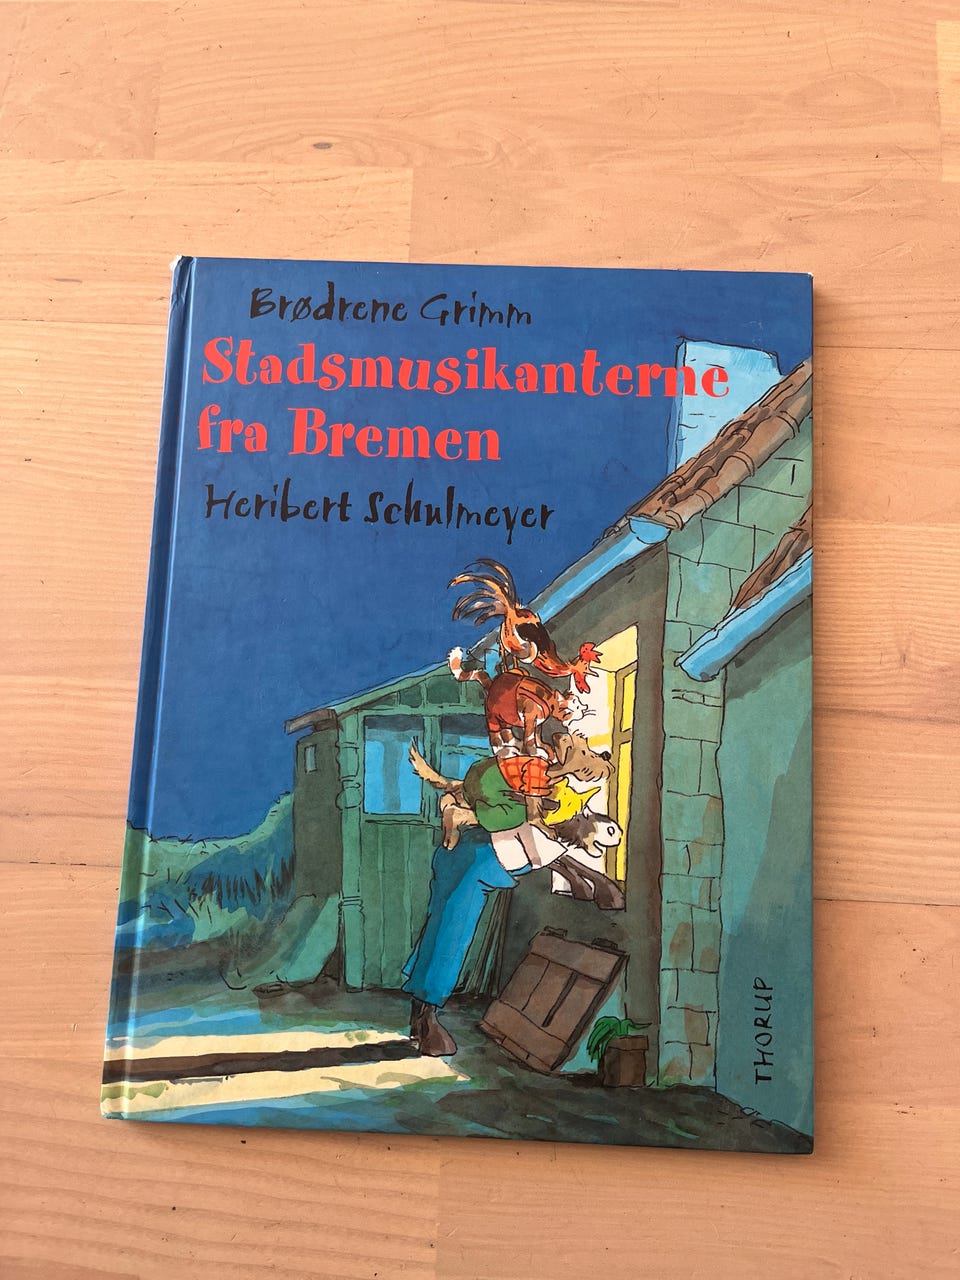 Brødrene Grimm
Stadsmusikanterne
fra Bremen
Heribert Schulmeyer
THORUP